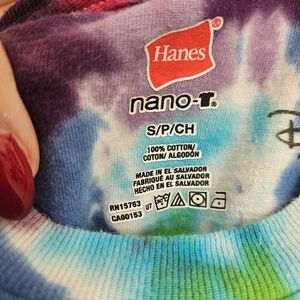 Hanes
nano-T®
S/P/CH
100% COTTON/
COTON/ ALGODÓN
MADE IN EL SALVADOR
FABRIQUÉ AU SALVADOR
HECHO EN EL SALVADOR
RN15763
CA00153
D